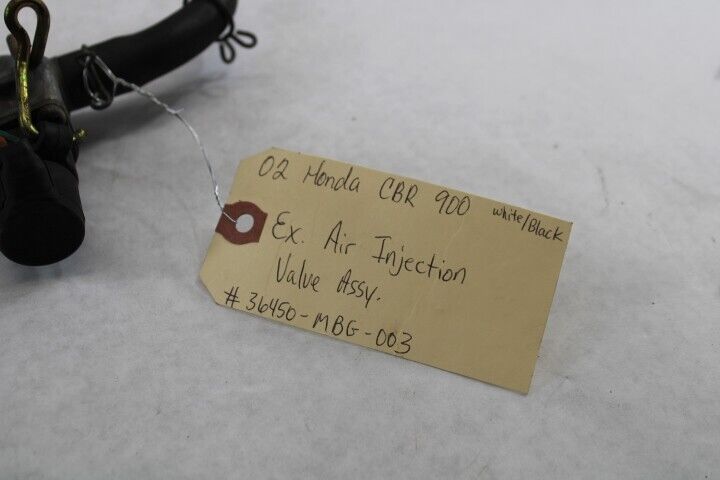 02 Honda CBR 900 white/Black
Ex. Air Injection
Valve Assy.
# 36450-MBG-003